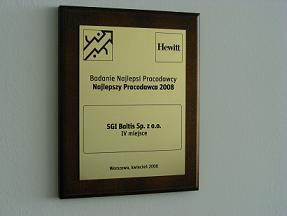 Hewitt
Badanie Najlepsi Pracodawcy
Najlepszy Pracodawca 2008
SGI Baltis Sp. z o.o.
IV miejsce
Warszawa, kwiecień 2008